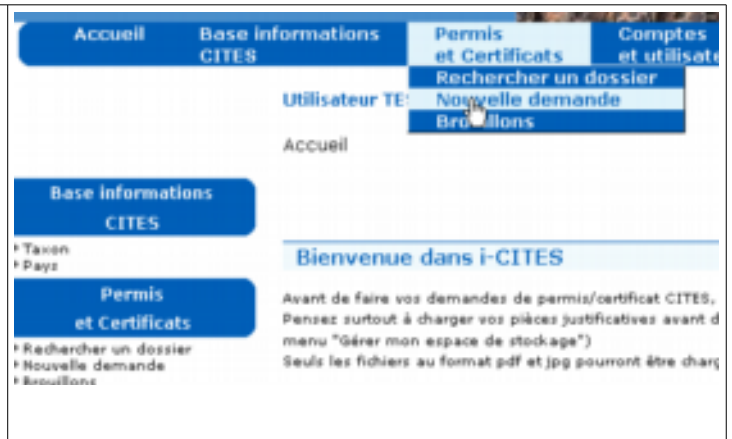 Accueil
Base informations
CITES
Permis
et Certificats
Comptes
et utilisate
Rechercher un dossier
Nouvelle demande
Brouillons
Utilisateur TE
Accueil
Base informations
CITES
Taxon
Pays
Permis
et Certificats
Rechercher un dossier
Nouvelle demande
Brouillons
Bienvenue dans i-CITES
Avant de faire vos demandes de permis/certificat CITES,
Pensez surtout à charger vos pièces justificatives avant d
menu "Gérer mon espace de stockage")
Seuls les fichiers au format pdf et jpg pourront être charg